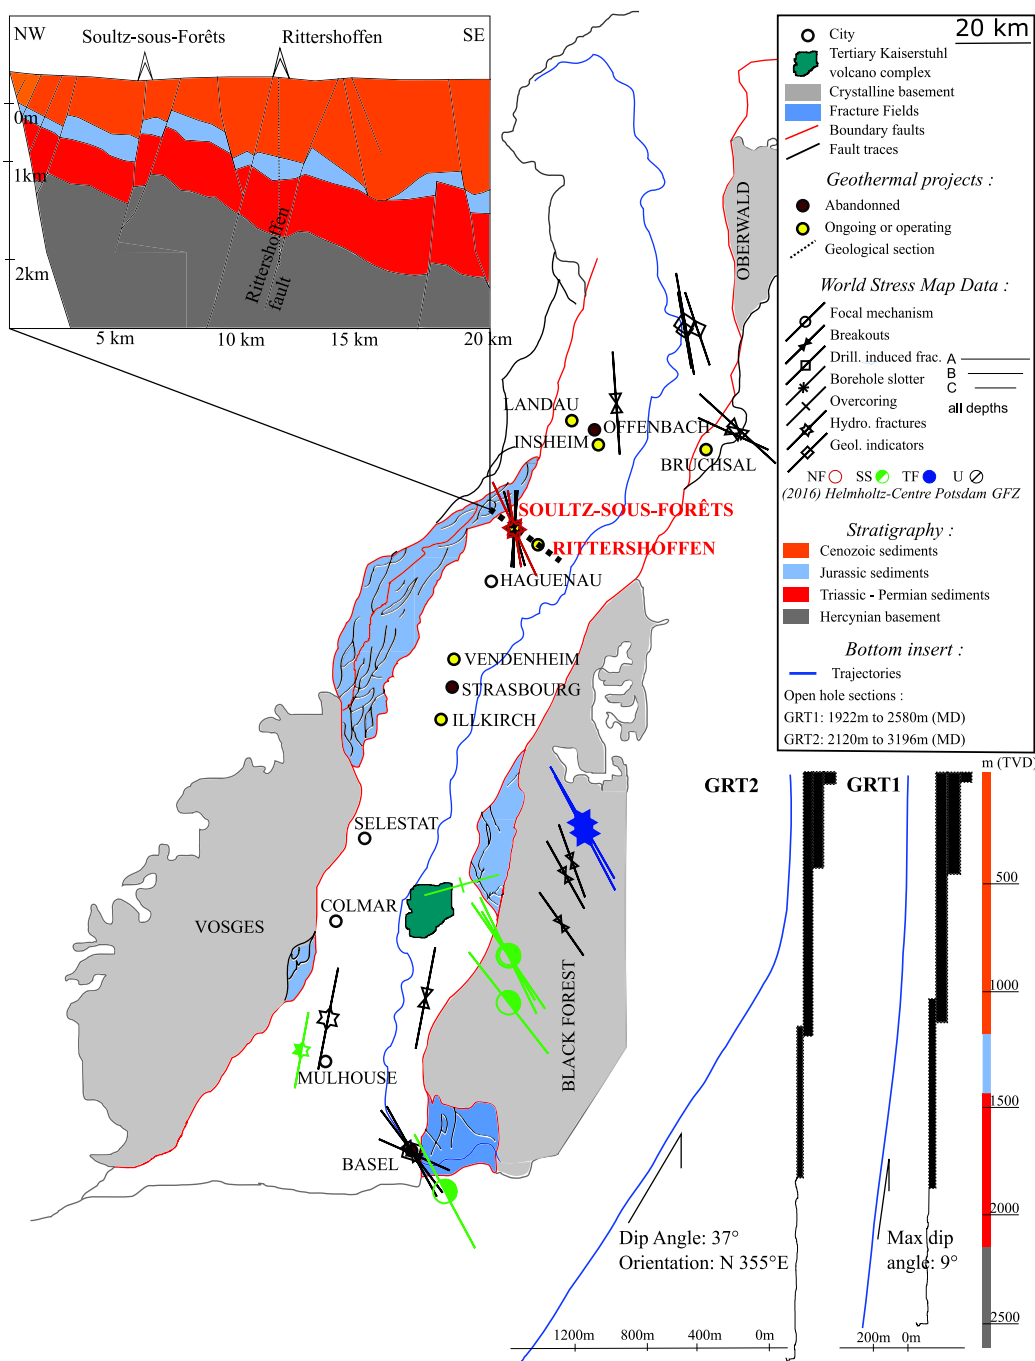 NW
Soultz-sous-Forêts
Rittershoffen
SE
0m
1km
2km
Rittershoffen
fault
5 km
10 km
15 km
20 km
20 km
City
Tertiary Kaiserstuhl
volcano complex
Crystalline basement
Fracture Fields
Boundary faults
Fault traces
Geothermal projects :
Abandonned
Ongoing or operating
Geological section
World Stress Map Data :
Focal mechanism
Breakouts
Drill. induced frac.
Borehole slotter
Overcoring
Hydro. fractures
Geol. indicators
A
B
C
all depths
NF SS TF U
(2016) Helmholtz-Centre Potsdam GFZ
Stratigraphy :
Cenozoic sediments
Jurassic sediments
Triassic - Permian sediments
Hercynian basement
Bottom insert :
Trajectories
Open hole sections :
GRT1: 1922m to 2580m (MD)
GRT2: 2120m to 3196m (MD)
OBERWALD
LANDAU
OFFENBACH
INSHEIM
BRUCHSAL
SOULTZ-SOUS-FORÊTS
RITTERSHOFFEN
HAGUENAU
VENDENHEIM
STRASBOURG
ILLKIRCH
SELESTAT
COLMAR
VOSGES
BLACK FOREST
MULHOUSE
BASEL
m (TVD)
GRT2
GRT1
500
1000
1500
2000
2500
Dip Angle: 37°
Orientation: N 355°E
Max dip
angle: 9°
1200m
800m
400m
0m
200m
0m